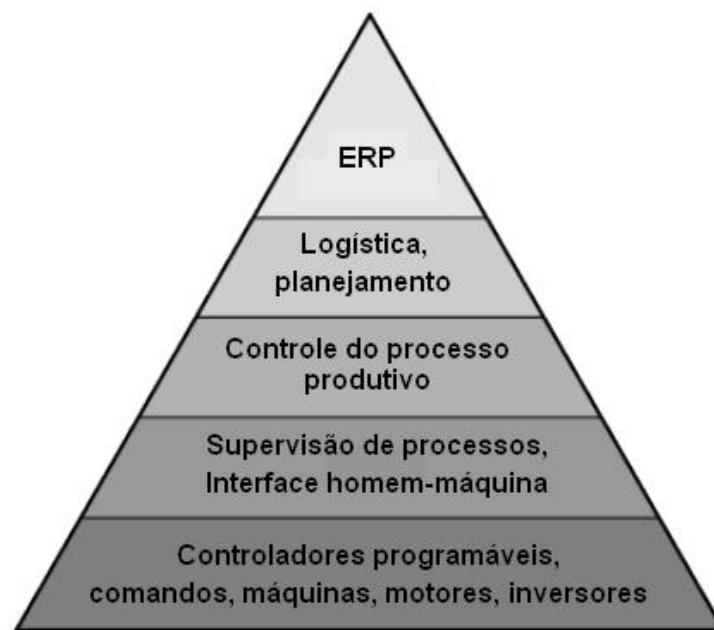 ERP
Logística,
planejamento
Controle do processo
produtivo
Supervisão de processos,
Interface homem-máquina
Controladores programáveis,
comandos, máquinas, motores, inversores